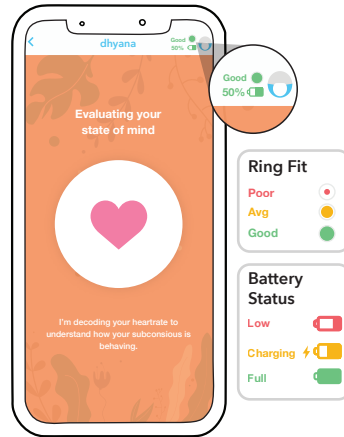 dhyana
Good
50%
Good
50%
Evaluating your
state of mind
I'm decoding your heartrate to
understand how your subconsious is
behaving.
Ring Fit
Poor
Avg
Good
Battery
Status
Low
Charging
Full